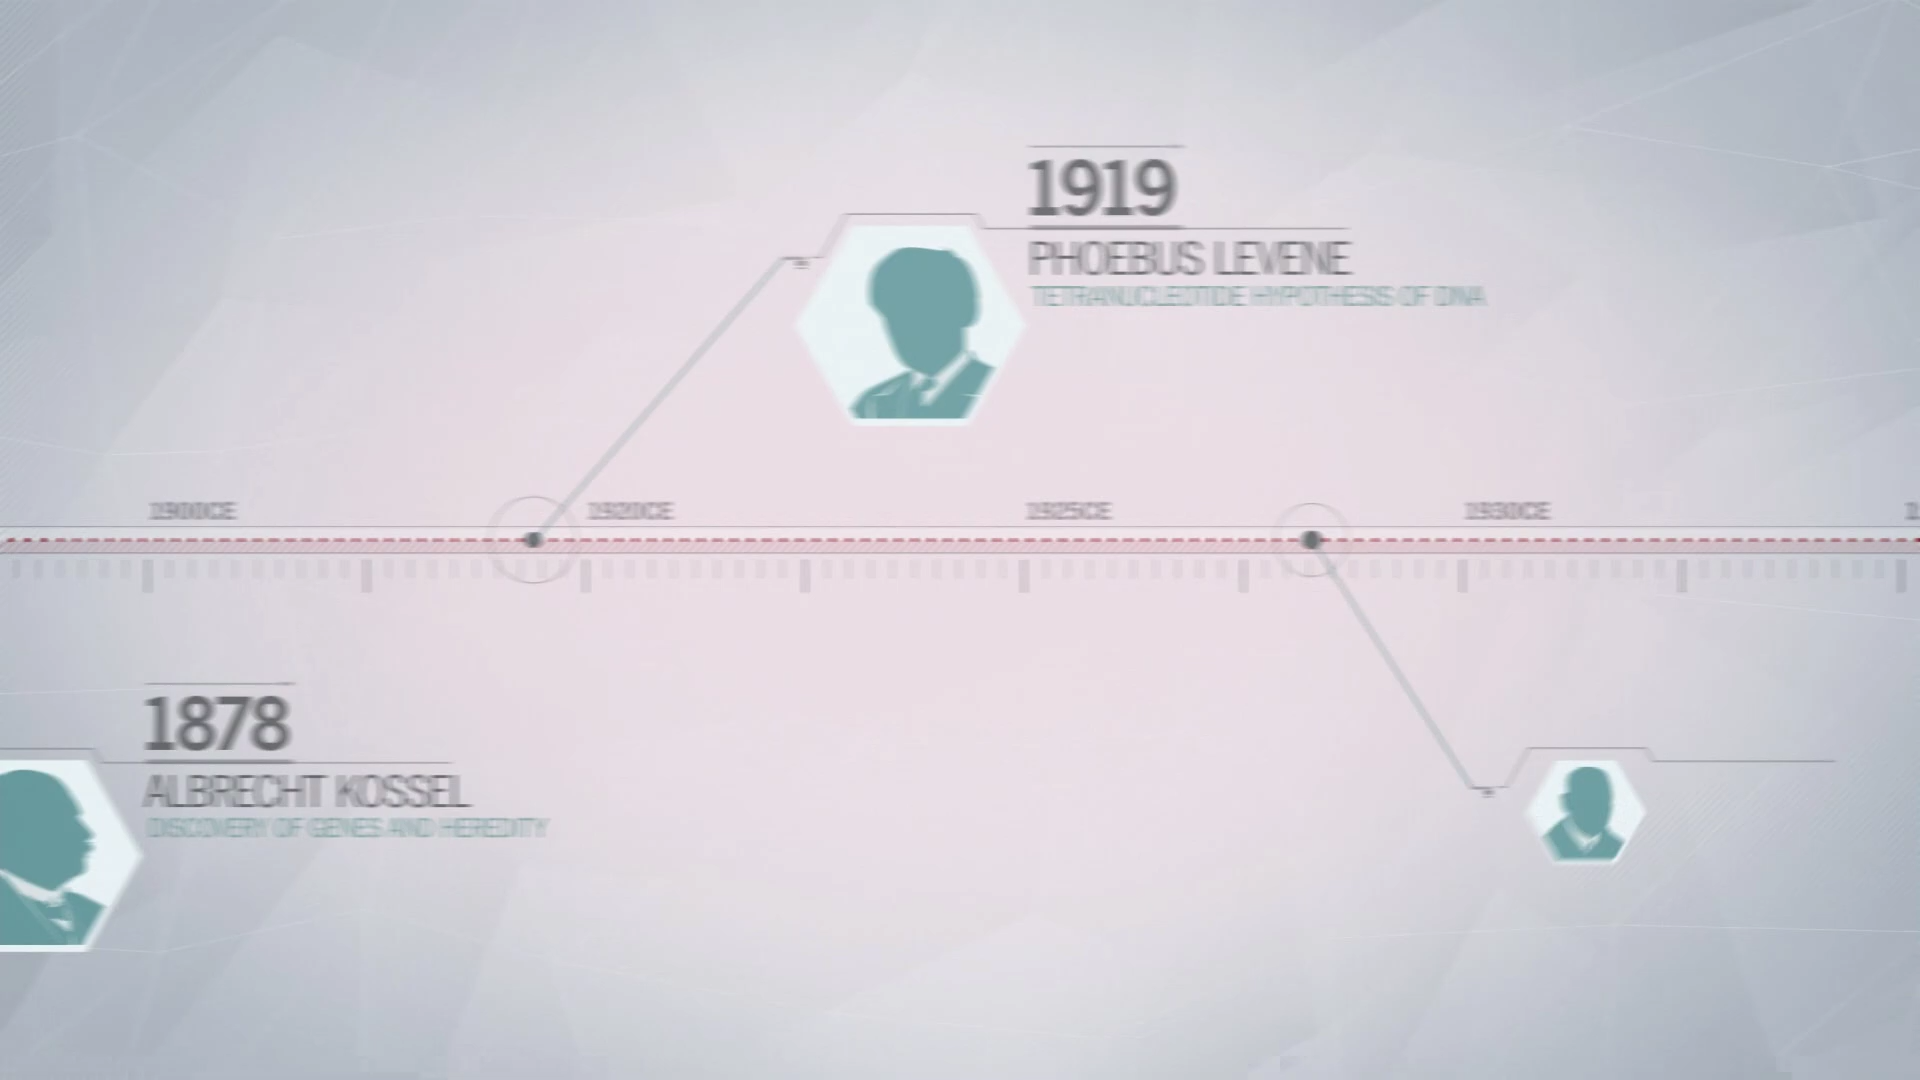 1919
PHOEBUS LEVENE
TETRANUCLEOTIDE HYPOTHESIS OF DNA
1900CE
1920CE
1925CE
1930CE
1878
ALBRECHT KOSSEL
DISCOVERY OF GENES AND HEREDITY